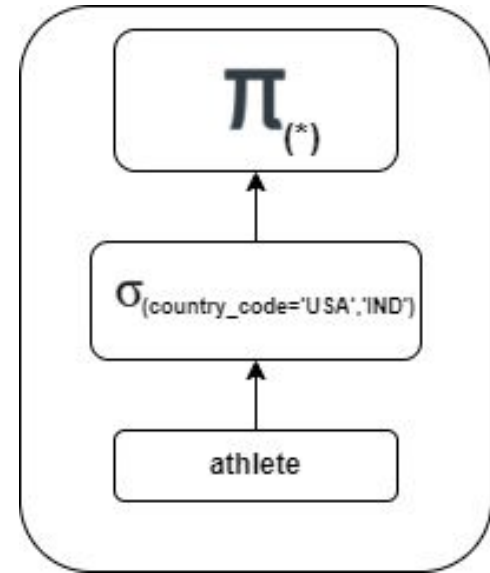 π(*)
σ(country_code='USA','IND')
athlete